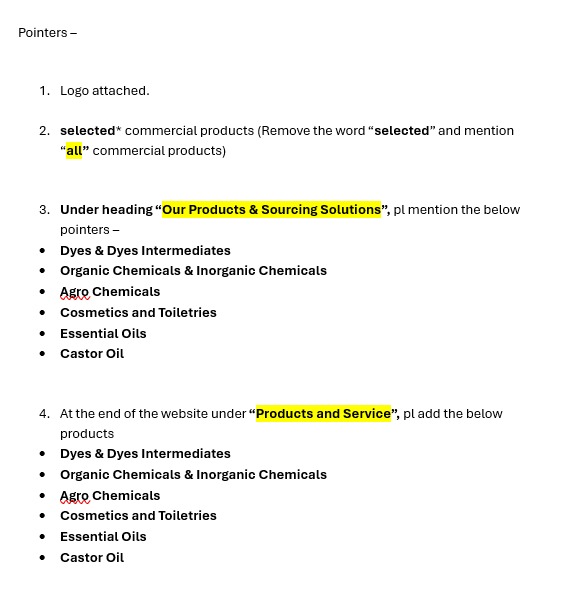 Pointers –
1. Logo attached.
2. selected* commercial products (Remove the word “selected” and mention
“all” commercial products)
3. Under heading “Our Products & Sourcing Solutions”, pl mention the below
pointers –
• Dyes & Dyes Intermediates
• Organic Chemicals & Inorganic Chemicals
• Agro Chemicals
• Cosmetics and Toiletries
• Essential Oils
• Castor Oil
4. At the end of the website under “Products and Service”, pl add the below
products
• Dyes & Dyes Intermediates
• Organic Chemicals & Inorganic Chemicals
• Agro Chemicals
• Cosmetics and Toiletries
• Essential Oils
• Castor Oil